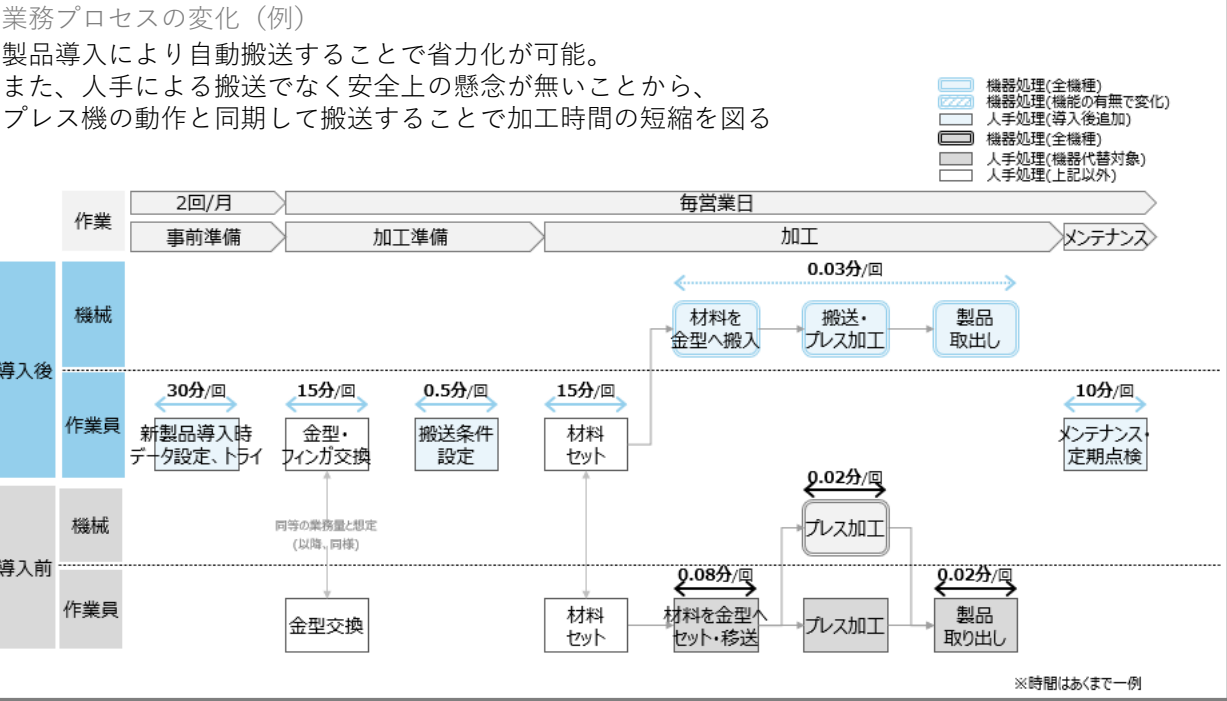 業務プロセスの変化（例）
製品導入により自動搬送することで省力化が可能。
また、人手による搬送でなく安全上の懸念が無いことから、
プレス機の動作と同期して搬送することで加工時間の短縮を図る
機器処理(全機種)
機器処理(機能の有無で変化)
人手処理(導入後追加)
機器処理(全機種)
人手処理(機器代替対象)
人手処理(上記以外)
作業
2回/月
毎営業日
事前準備
加工準備
加工
メンテナンス
導入後
機械
0.03分/回
材料を
金型へ搬入
搬送・
プレス加工
製品
取出し
作業員
30分/回
新製品導入時
データ設定、トライ
15分/回
金型・
フィンガ交換
0.5分/回
搬送条件
設定
15分/回
材料
セット
10分/回
メンテナンス・
定期点検
導入前
機械
同等の業務量と想定
(以降、同様)
0.02分/回
プレス加工
作業員
金型交換
材料
セット
0.08分/回
材料を金型へ
セット・移送
プレス加工
0.02分/回
製品
取り出し
※時間はあくまで一例